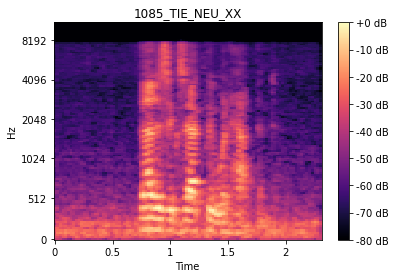 1085_TIE_NEU_XX
+0 dB
8192
-10 dB
4096
-20 dB
-30 dB
2048
Hz
-40 dB
1024
-50 dB
512
-60 dB
-70 dB
0
-80 dB
0 0.5 1 1.5 2
Time